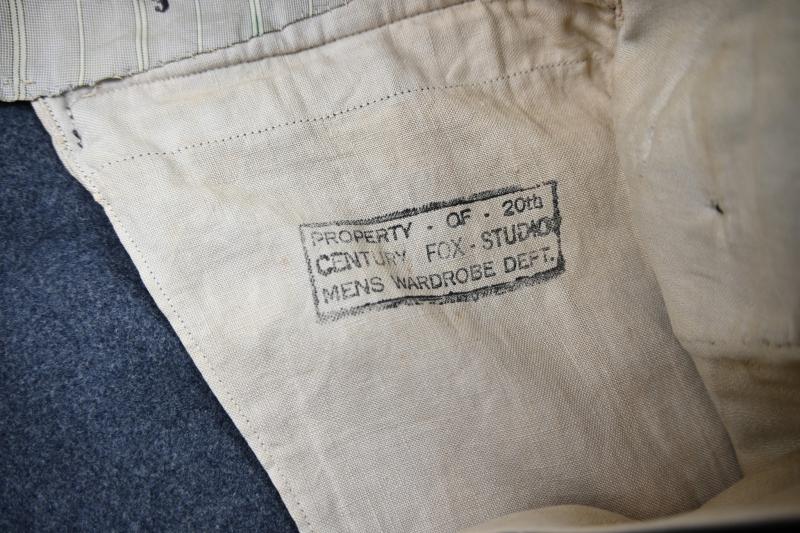 PROPERTY - OF - 20th
CENTURY FOX - STUDIO
MENS WARDROBE DEPT.